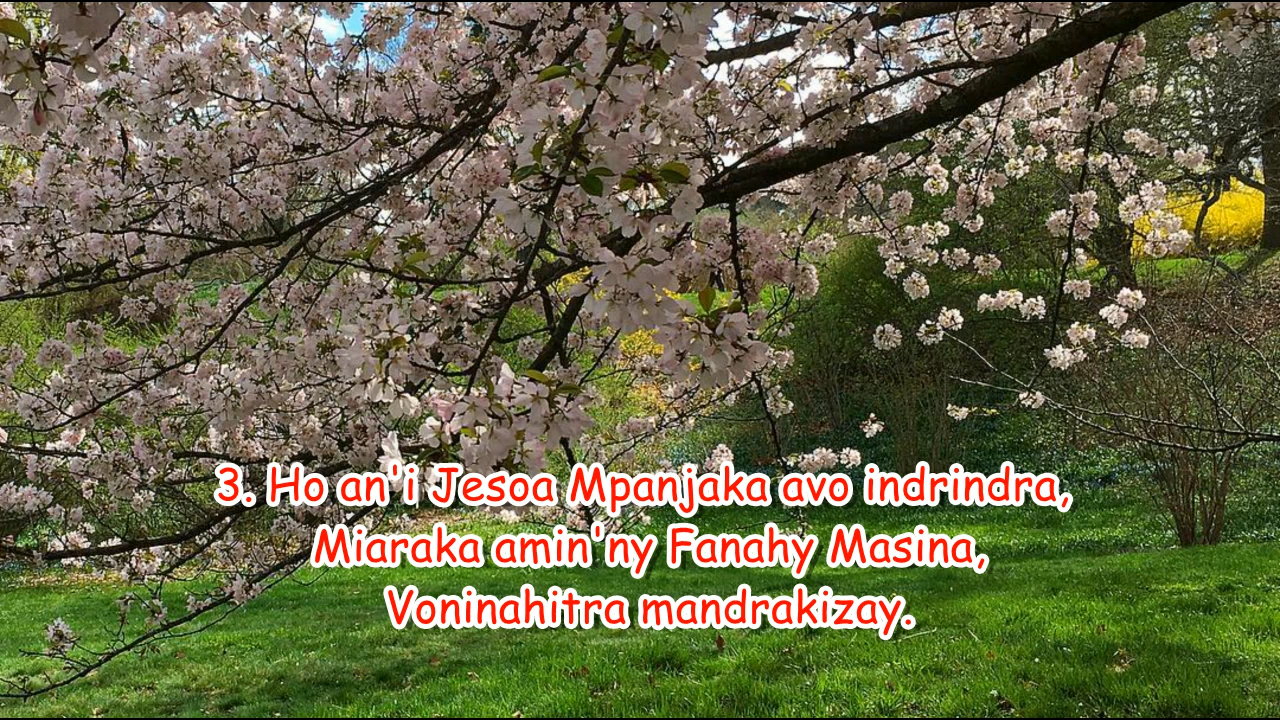 3. Ho an'i Jesoa Mpanjaka avo indrindra,
Miaraka amin'ny Fanahy Masina,
Voninahitra mandrakizay.